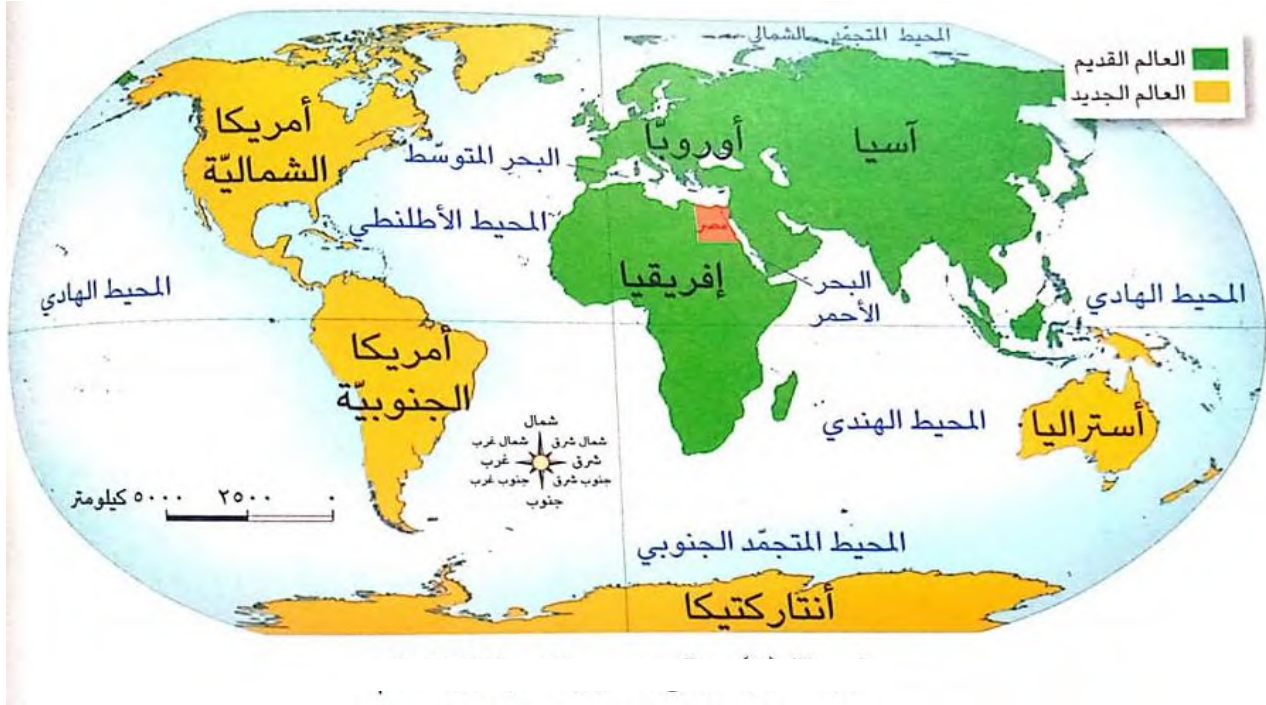 المحيط المتجمّد الشمالي
العالم القديم
العالم الجديد
أمريكا
الشماليّة
أوروبّا
آسيا
البحر المتوسّط
المحيط الأطلنطي
مصر
إفريقيا
البحر
الأحمر
المحيط الهادي
المحيط الهادي
أمريكا
الجنوبيّة
المحيط الهندي
أستراليا
شمال
شمال غرب
شمال شرق
غرب
شرق
جنوب غرب
جنوب شرق
جنوب
٥٠٠٠ كيلومتر
٢٥٠٠
٠
المحيط المتجمّد الجنوبي
أنتاركتيكا